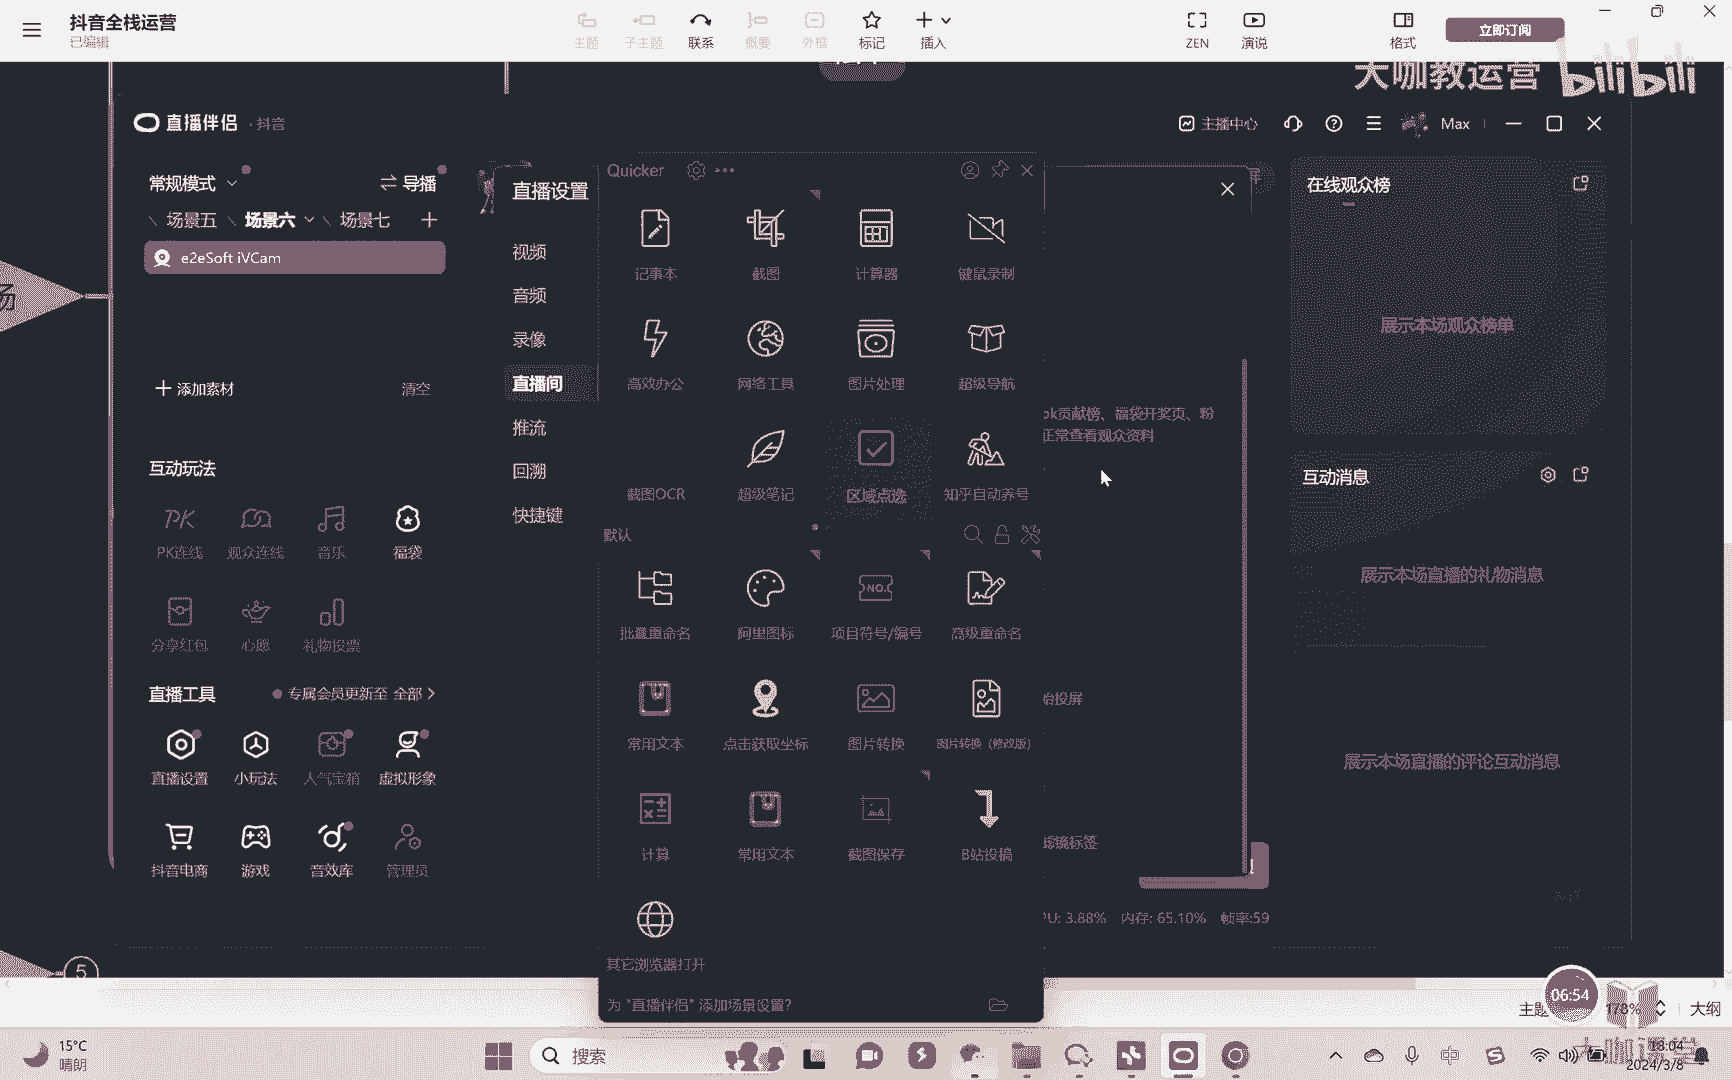 抖音全栈运营
已编辑
主题
子主题
联系
概要
外框
标记
插入
ZEN
演说
格式
立即订阅
大咖教运营 bilibili
直播伴侣 · 抖音
主播中心
Max
常规模式
导播
场景五
场景六
场景七
e2eSoft iVCam
添加素材
清空
互动玩法
PK连线
观众连线
音乐
福袋
分享红包
心愿
礼物投票
直播工具
专属会员更新至 全部
直播设置
小玩法
人气宝箱
虚拟形象
抖音电商
游戏
音效库
管理员
直播设置
视频
音频
录像
直播间
推流
回溯
快捷键
Quicker
记事本
截图
计算器
键鼠录制
高效办公
网络工具
图片处理
超级导航
截图OCR
超级笔记
区域点选
知乎自动养号
默认
批量重命名
阿里图标
NO.
项目符号/编号
高级重命名
常用文本
点击获取坐标
图片转换
图片转换（修改版）
计算
常用文本
截图保存
B站投稿
其它浏览器打开
为 "直播伴侣" 添加场景设置?
pk贡献榜、福袋开奖页、粉
正常查看观众资料
始投屏
滤镜标签
PU: 3.88%
内存: 65.10%
帧率:59
在线观众榜
展示本场观众榜单
互动消息
展示本场直播的礼物消息
展示本场直播的评论互动消息
场
5
06:54
主题
178%
大纲
15°C
晴朗
搜索
中
大咖课堂
18:04
2024/3/8